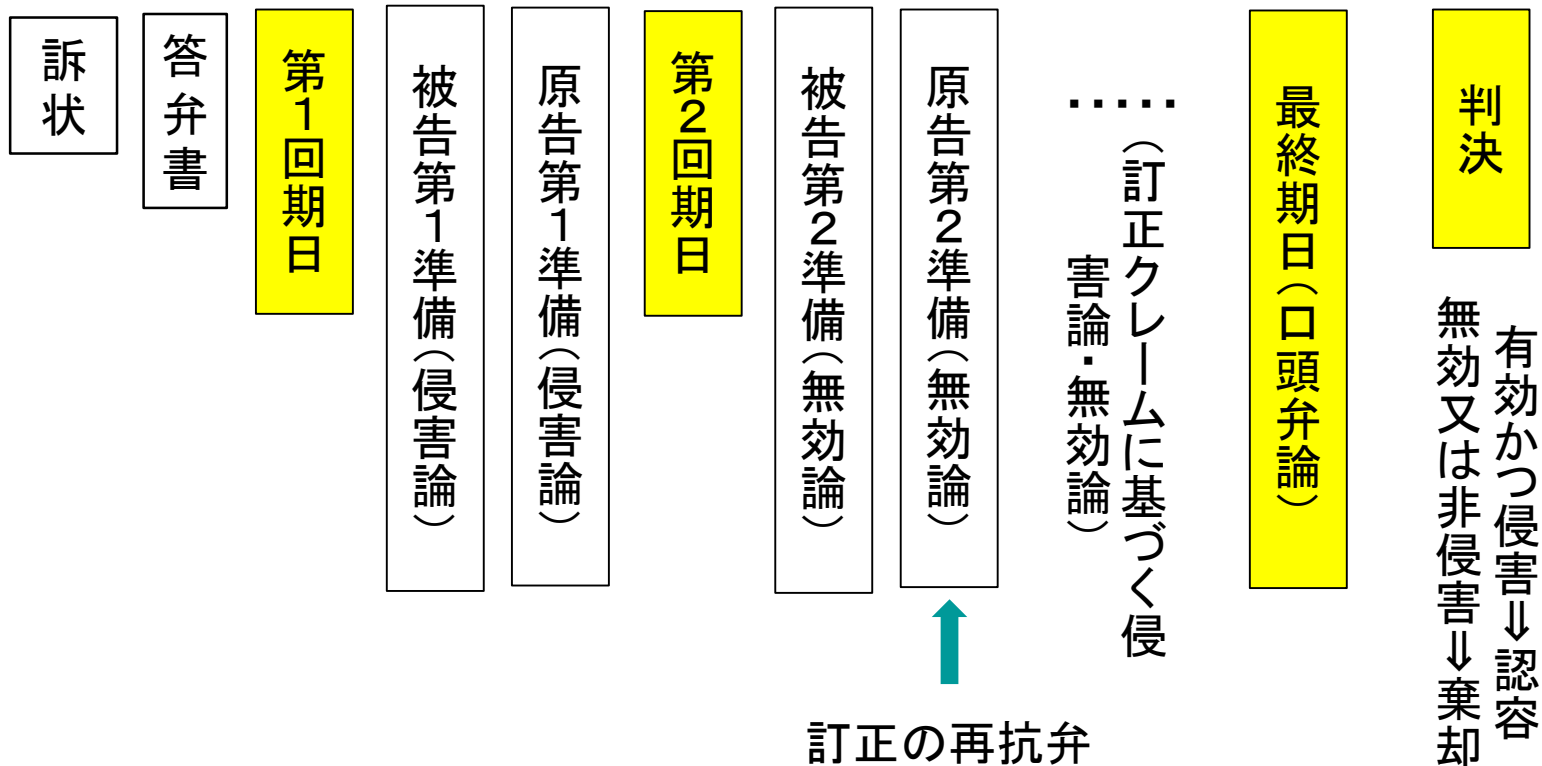 訴状
答弁書
第１回期日
被告第１準備（侵害論）
原告第１準備（侵害論）
第２回期日
被告第２準備（無効論）
原告第２準備（無効論）
訂正の再抗弁
‥‥‥（訂正クレームに基づく侵
害論・無効論）
最終期日（口頭弁論）
判決
有効かつ侵害⇒認容
無効又は非侵害⇒棄却